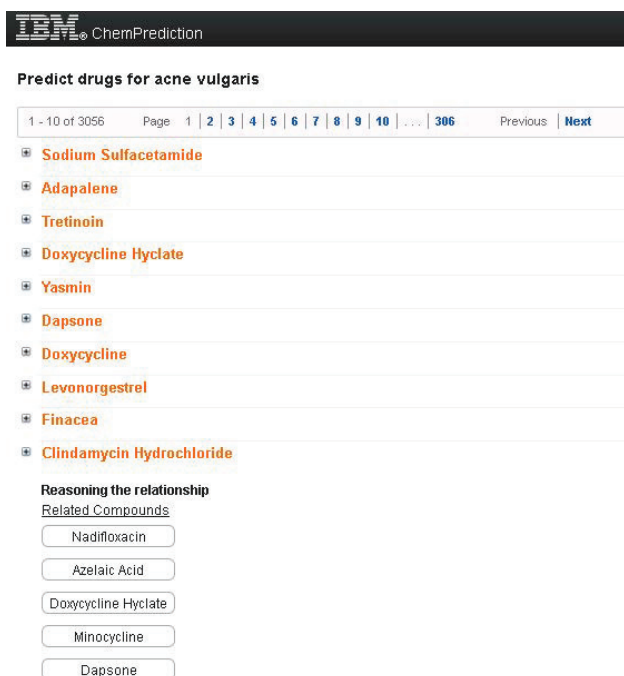 IBM® ChemPrediction
Predict drugs for acne vulgaris
1 - 10 of 3056 Page 1 | 2 | 3 | 4 | 5 | 6 | 7 | 8 | 9 | 10 | ... | 306 Previous | Next
Sodium Sulfacetamide
Adapalene
Tretinoin
Doxycycline Hyclate
Yasmin
Dapsone
Doxycycline
Levonorgestrel
Finacea
Clindamycin Hydrochloride
Reasoning the relationship
Related Compounds
Nadifloxacin
Azelaic Acid
Doxycycline Hyclate
Minocycline
Dapsone